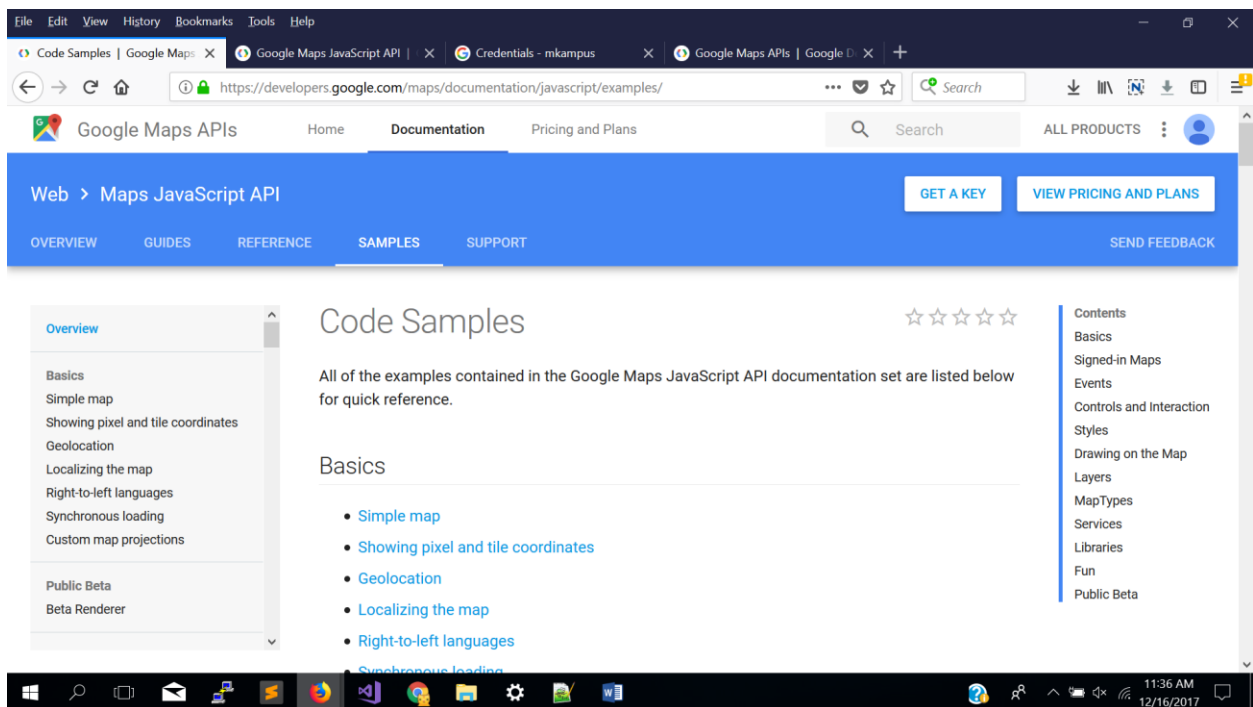 File Edit View History Bookmarks Tools Help
Code Samples | Google Maps
Google Maps JavaScript API |
Credentials - mkampus
Google Maps APIs | Google D
https://developers.google.com/maps/documentation/javascript/examples/
Search
Google Maps APIs
Home
Documentation
Pricing and Plans
Search
ALL PRODUCTS
Web > Maps JavaScript API
GET A KEY
VIEW PRICING AND PLANS
OVERVIEW
GUIDES
REFERENCE
SAMPLES
SUPPORT
SEND FEEDBACK
Overview
Basics
Simple map
Showing pixel and tile coordinates
Geolocation
Localizing the map
Right-to-left languages
Synchronous loading
Custom map projections
Public Beta
Beta Renderer
Code Samples
All of the examples contained in the Google Maps JavaScript API documentation set are listed below
for quick reference.
Basics
• Simple map
• Showing pixel and tile coordinates
• Geolocation
• Localizing the map
• Right-to-left languages
• Synchronous loading
Contents
Basics
Signed-in Maps
Events
Controls and Interaction
Styles
Drawing on the Map
Layers
MapTypes
Services
Libraries
Fun
Public Beta
11:36 AM
12/16/2017